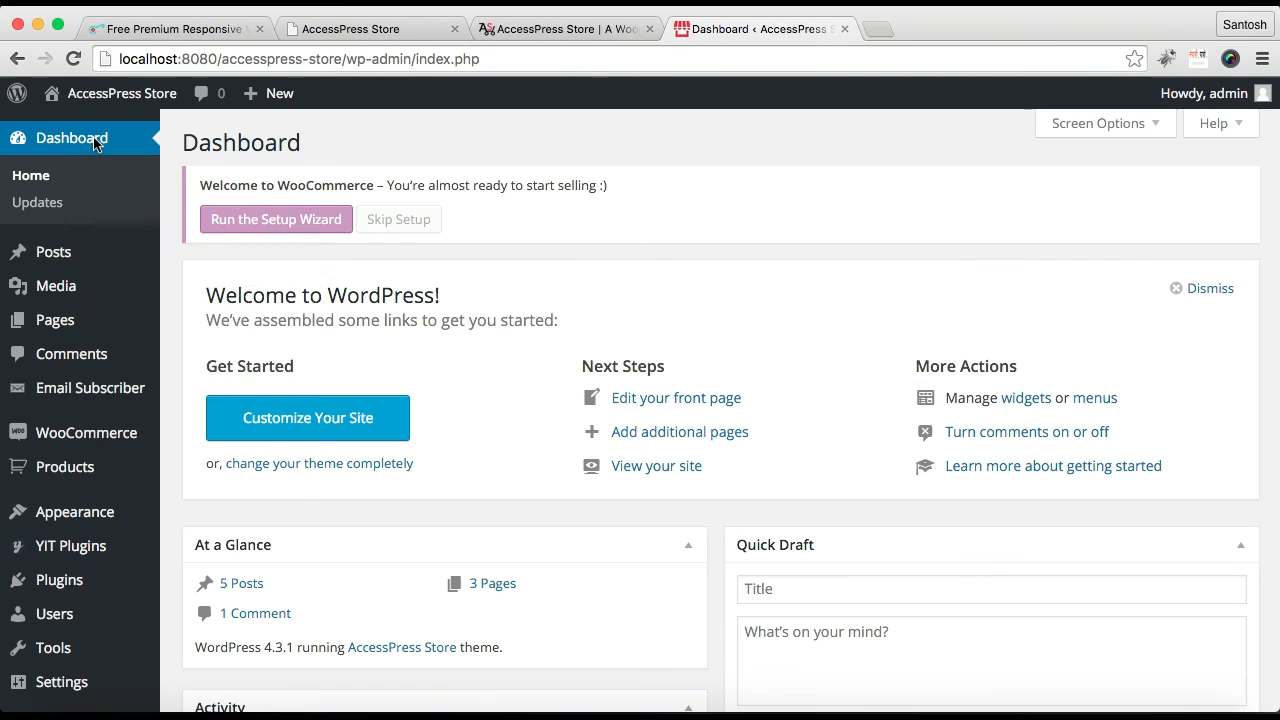 Free Premium Responsive
AccessPress Store
AccessPress Store | A Woo
Dashboard ‹ AccessPress S
Santosh
localhost:8080/accesspress-store/wp-admin/index.php
AccessPress Store
0
New
Howdy, admin
Dashboard
Home
Updates
Posts
Media
Pages
Comments
Email Subscriber
WooCommerce
Products
Appearance
YIT Plugins
Plugins
Users
Tools
Settings
Dashboard
Screen Options
Help
Welcome to WooCommerce – You're almost ready to start selling :)
Run the Setup Wizard
Skip Setup
Welcome to WordPress!
We've assembled some links to get you started:
Dismiss
Get Started
Customize Your Site
or, change your theme completely
Next Steps
Edit your front page
Add additional pages
View your site
More Actions
Manage widgets or menus
Turn comments on or off
Learn more about getting started
At a Glance
5 Posts
3 Pages
1 Comment
WordPress 4.3.1 running AccessPress Store theme.
Activity
Quick Draft
Title
What's on your mind?